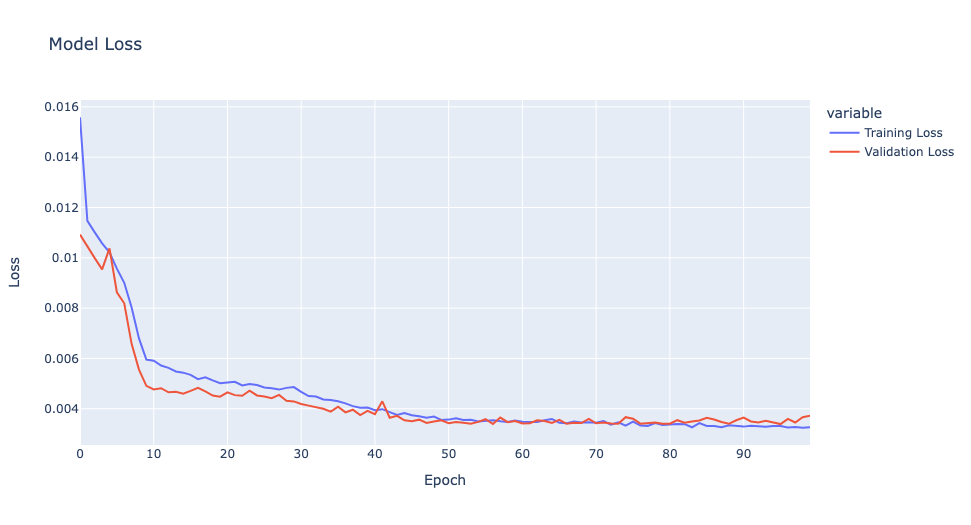 Model Loss
variable
Training Loss
Validation Loss
Loss
0.016
0.014
0.012
0.01
0.008
0.006
0.004
0 10 20 30 40 50 60 70 80 90
Epoch